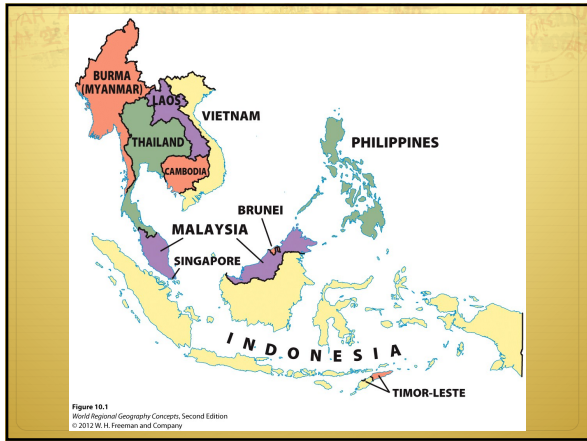 BURMA
(MYANMAR)
LAOS
VIETNAM
THAILAND
CAMBODIA
PHILIPPINES
BRUNEI
MALAYSIA
SINGAPORE
INDONESIA
TIMOR-LESTE
Figure 10.1
World Regional Geography Concepts, Second Edition
© 2012 W. H. Freeman and Company